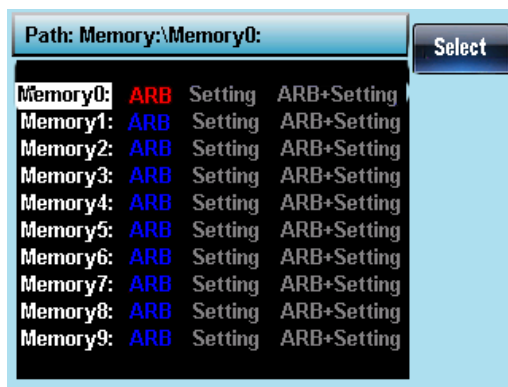 Path: Memory:\Memory0:
Select
Memory0: ARB Setting ARB+Setting
Memory1: ARB Setting ARB+Setting
Memory2: ARB Setting ARB+Setting
Memory3: ARB Setting ARB+Setting
Memory4: ARB Setting ARB+Setting
Memory5: ARB Setting ARB+Setting
Memory6: ARB Setting ARB+Setting
Memory7: ARB Setting ARB+Setting
Memory8: ARB Setting ARB+Setting
Memory9: ARB Setting ARB+Setting